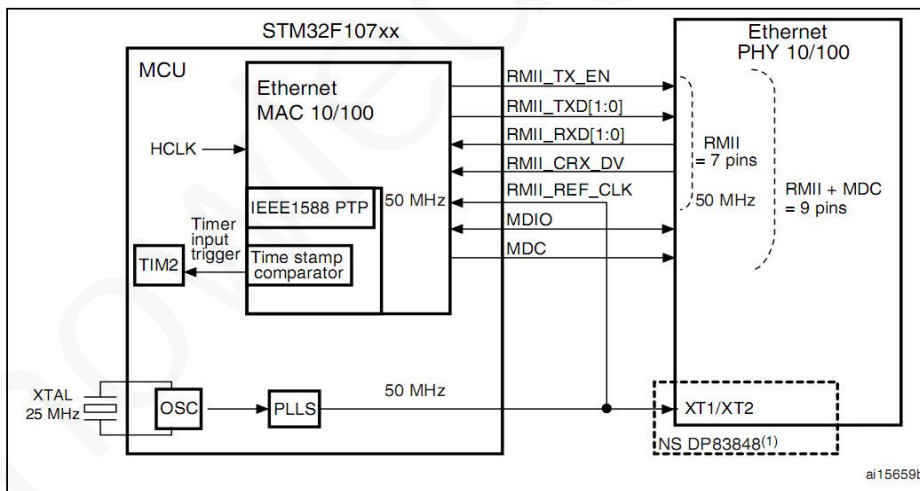 STM32F107xx
MCU
Ethernet
MAC 10/100
HCLK
IEEE1588 PTP
50 MHz
Timer
input
trigger
Time stamp
comparator
TIM2
XTAL
25 MHz
OSC
PLLS
50 MHz
RMII_TX_EN
RMII_TXD[1:0]
RMII_RXD[1:0]
RMII_CRX_DV
RMII_REF_CLK
MDIO
MDC
Ethernet
PHY 10/100
RMII
= 7 pins
50 MHz
RMII + MDC
= 9 pins
XT1/XT2
NS DP83848(1)
ai15659b